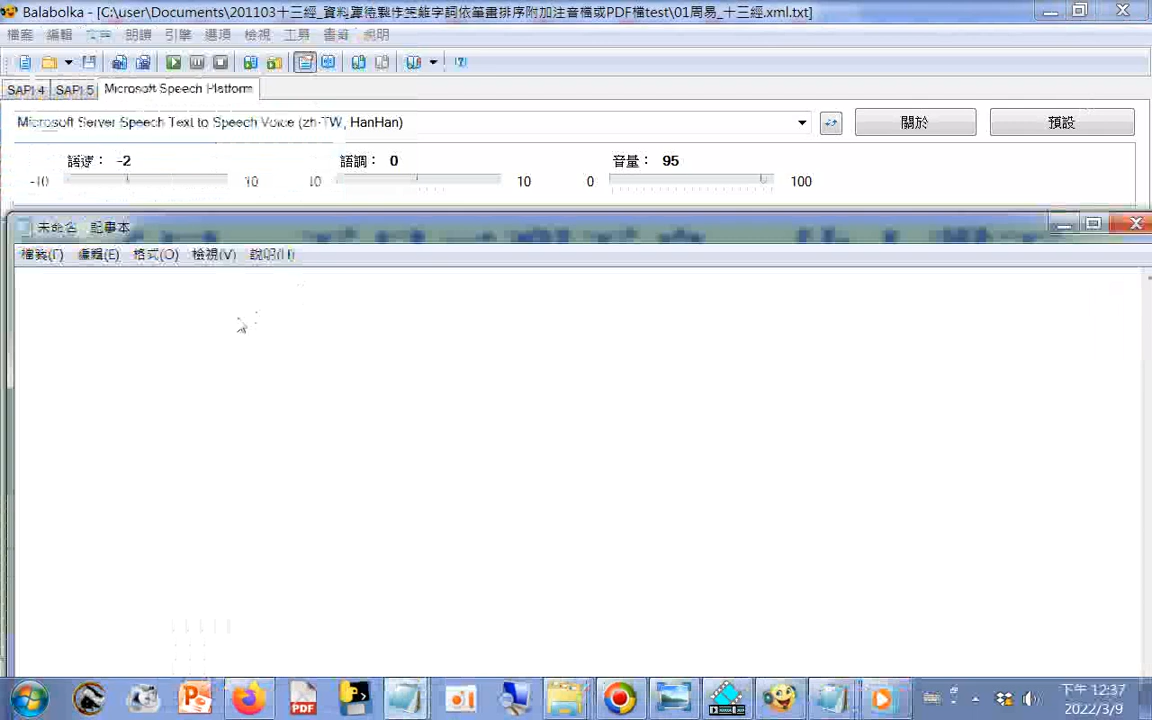 Balabolka - [C:\user\Documents\201103十三經_資料庫待製作先雜字詞依筆畫排序附加注音檔或PDF檔test\01周易_十三經.xml.txt]
檔案 編輯 文字 朗讀 引擎 選項 檢視 工具 書籤 說明
SAPI 4 SAPI 5 Microsoft Speech Platform
Microsoft Server Speech Text to Speech Voice (zh-TW, HanHan) 關於 預設
語速： -2 語調： 0 音量： 95
-10 10 10 10 0 100
未命名 - 記事本
檔案(F) 編輯(E) 格式(O) 檢視(V) 說明(H)
下午 12:37
2022/3/9
PDF